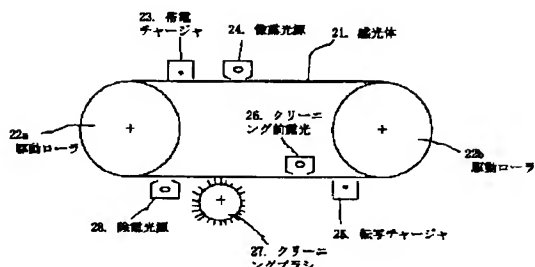 23. 帯電
チャージャ
24. 像露光源
21. 感光体
26. クリーニ
ング前露光
22a
駆動ローラ
22b
駆動ローラ
28. 除電光源
27. クリーニ
ングブラシ
25. 転写チャージャ